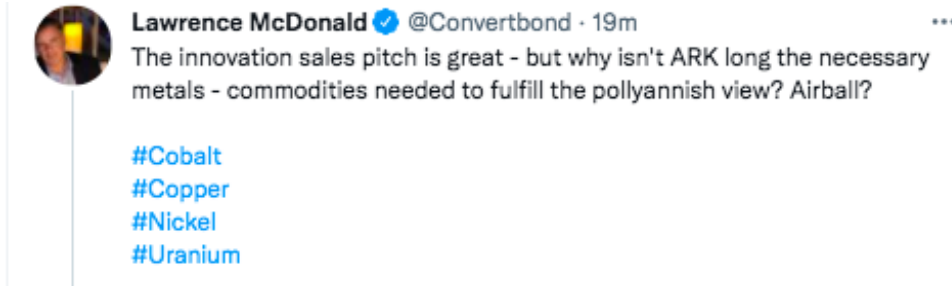 Lawrence McDonald @Convertbond · 19m
The innovation sales pitch is great - but why isn't ARK long the necessary
metals - commodities needed to fulfill the pollyannish view? Airball?
#Cobalt
#Copper
#Nickel
#Uranium